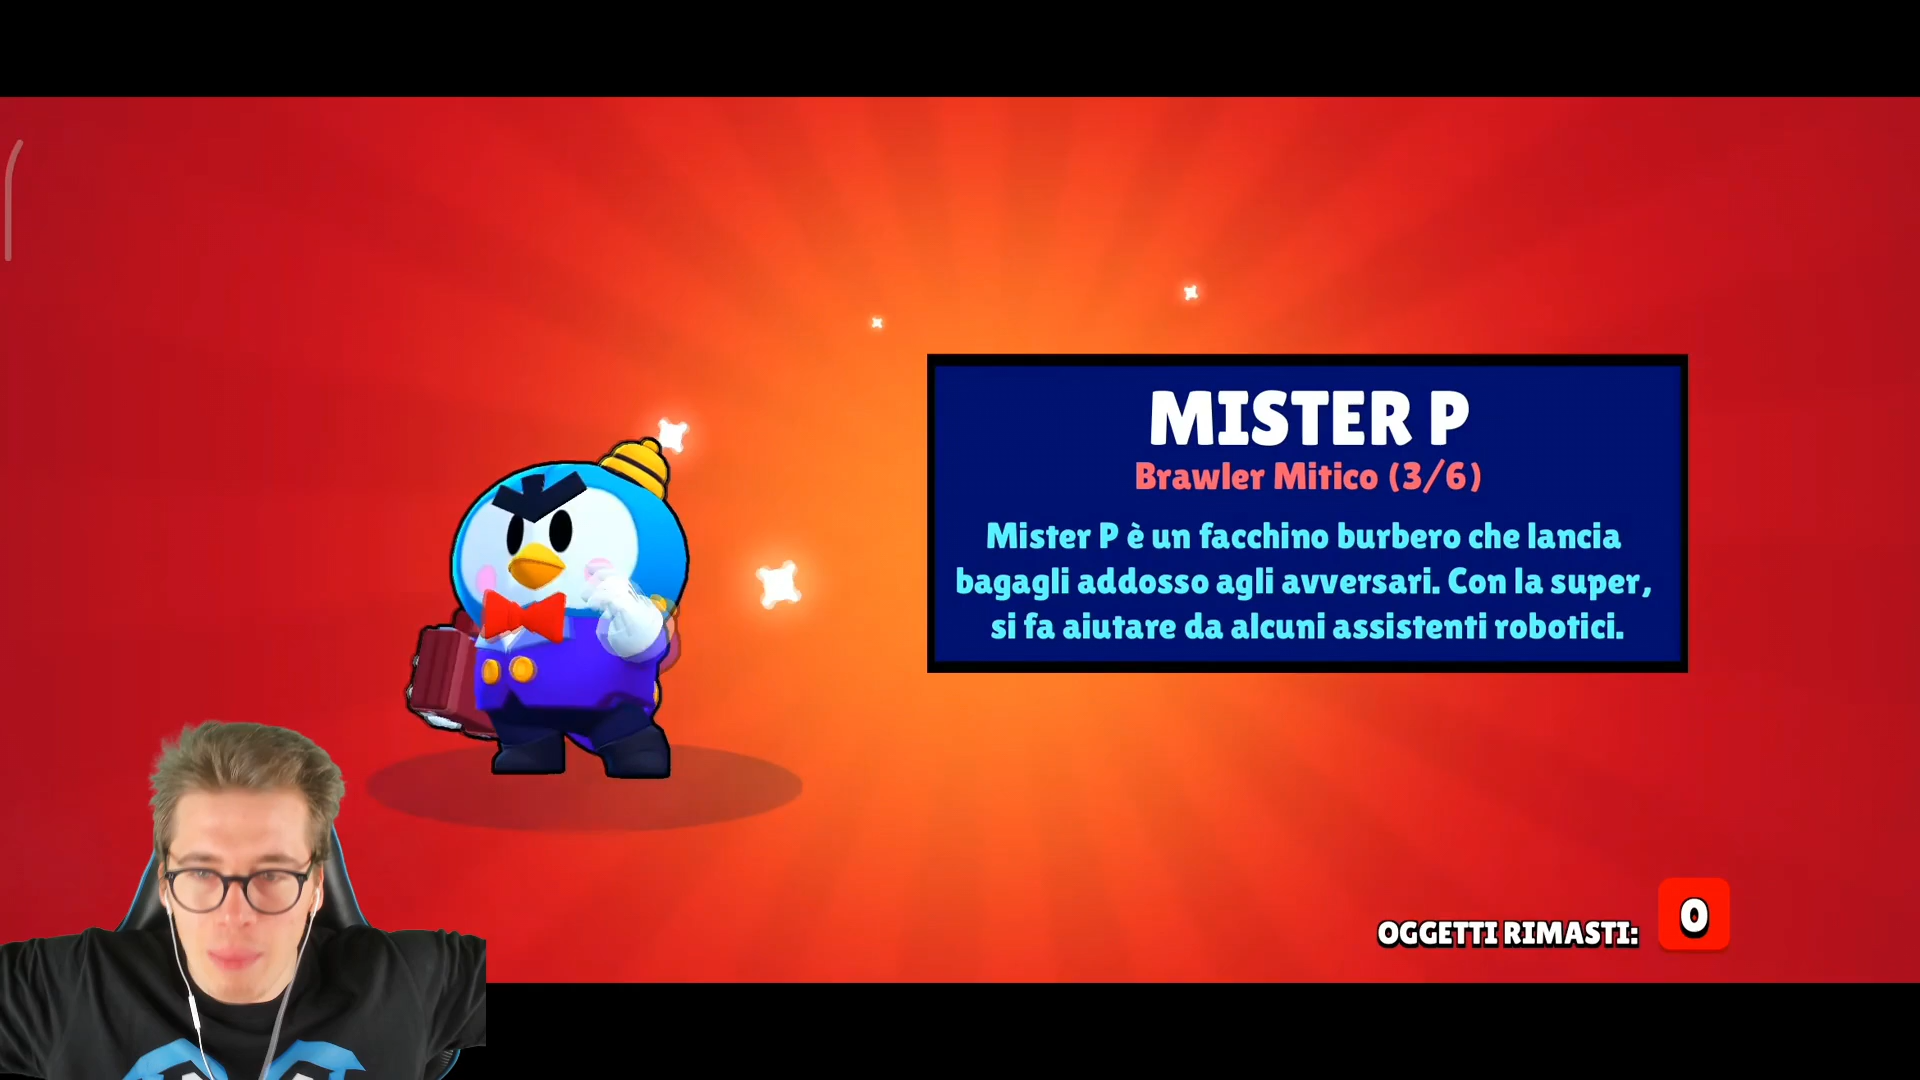 MISTER P
Brawler Mitico (3/6)
Mister P è un facchino burbero che lancia
bagagli addosso agli avversari. Con la super,
si fa aiutare da alcuni assistenti robotici.
OGGETTI RIMASTI: 0